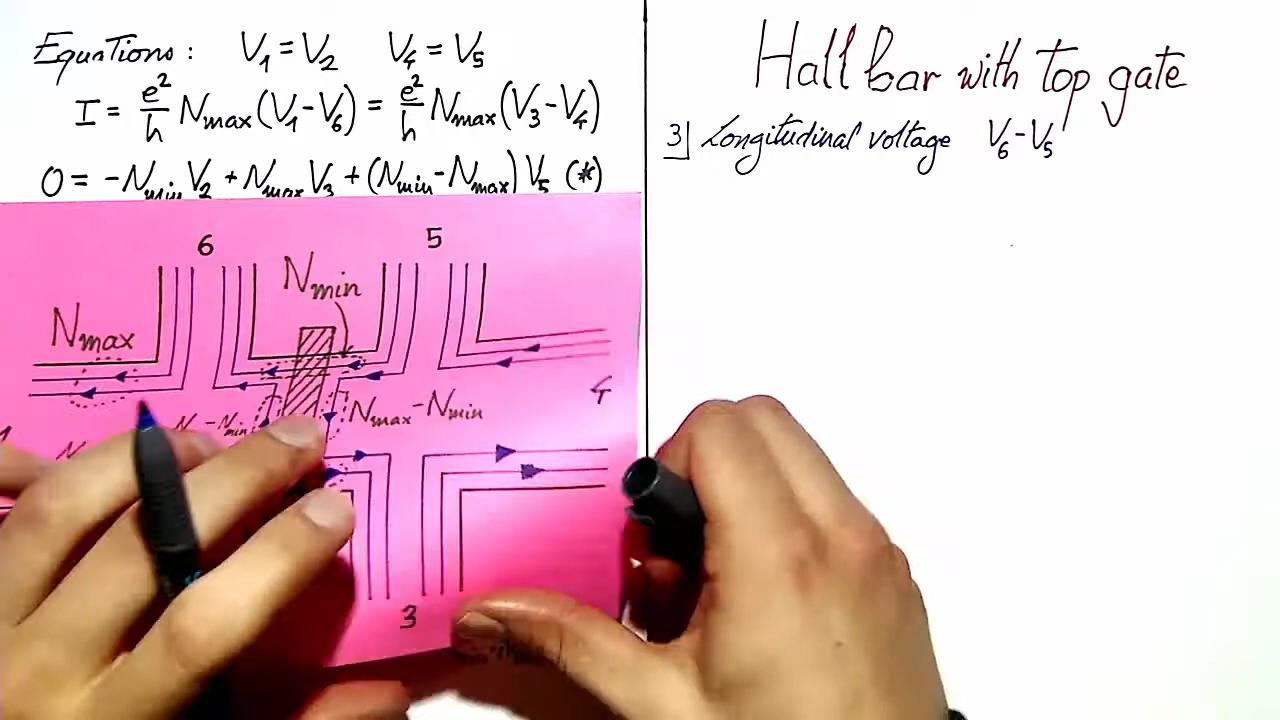 Equations: V₁ = V₂ V₄ = V₅
I = e²/h Nmax (V₁ - V₆) = e²/h Nmax (V₃ - V₄)
0 = -Nmin V₂ + Nmax V₃ + (Nmin - Nmax) V₅ (*)
6 5
Nmin
Nmax
4
Nmax - Nmin
3
Hall bar with top gate
3] Longitudinal voltage V₆ - V₅